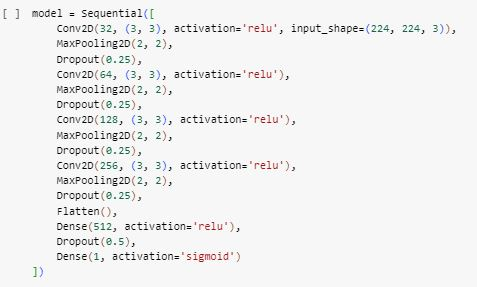 [ ] model = Sequential([
Conv2D(32, (3, 3), activation='relu', input_shape=(224, 224, 3)),
MaxPooling2D(2, 2),
Dropout(0.25),
Conv2D(64, (3, 3), activation='relu'),
MaxPooling2D(2, 2),
Dropout(0.25),
Conv2D(128, (3, 3), activation='relu'),
MaxPooling2D(2, 2),
Dropout(0.25),
Conv2D(256, (3, 3), activation='relu'),
MaxPooling2D(2, 2),
Dropout(0.25),
Flatten(),
Dense(512, activation='relu'),
Dropout(0.5),
Dense(1, activation='sigmoid')
])